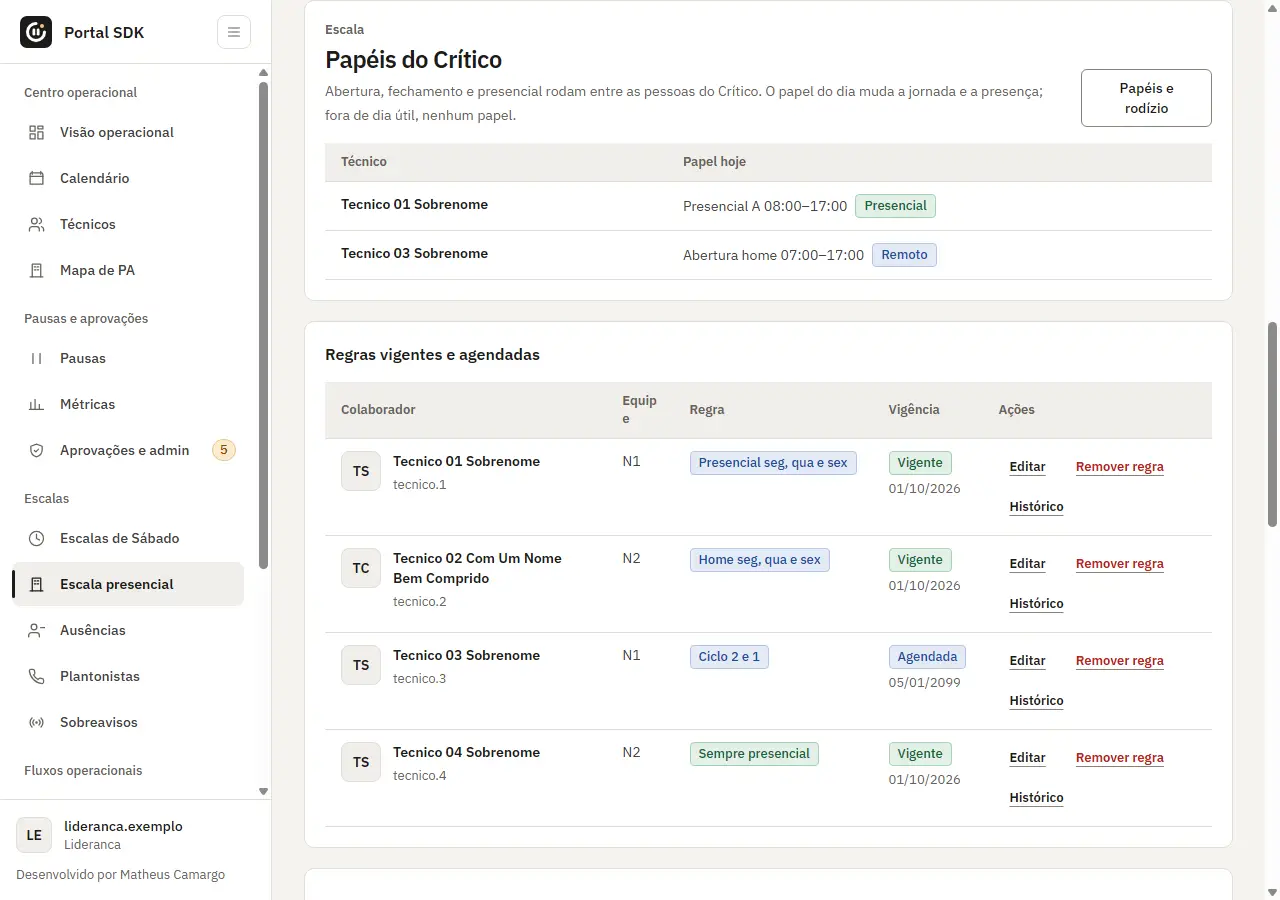 Portal SDK
Centro operacional
Visão operacional
Calendário
Técnicos
Mapa de PA
Pausas e aprovações
Pausas
Métricas
Aprovações e admin 5
Escalas
Escalas de Sábado
Escala presencial
Ausências
Plantonistas
Sobreavisos
Fluxos operacionais
LE
lideranca.exemplo
Lideranca
Desenvolvido por Matheus Camargo
Escala
Papéis do Crítico
Abertura, fechamento e presencial rodam entre as pessoas do Crítico. O papel do dia muda a jornada e a presença;
fora de dia útil, nenhum papel.
Papéis e
rodízio
Técnico Papel hoje
Tecnico 01 Sobrenome Presencial A 08:00–17:00 Presencial
Tecnico 03 Sobrenome Abertura home 07:00–17:00 Remoto
Regras vigentes e agendadas
Colaborador Equip
e Regra Vigência Ações
TS Tecnico 01 Sobrenome N1 Presencial seg, qua e sex Vigente Editar Remover regra
tecnico.1 01/10/2026
Histórico
TC Tecnico 02 Com Um Nome N2 Home seg, qua e sex Vigente Editar Remover regra
Bem Comprido 01/10/2026
tecnico.2 Histórico
TS Tecnico 03 Sobrenome N1 Ciclo 2 e 1 Agendada Editar Remover regra
tecnico.3 05/01/2099
Histórico
TS Tecnico 04 Sobrenome N2 Sempre presencial Vigente Editar Remover regra
tecnico.4 01/10/2026
Histórico